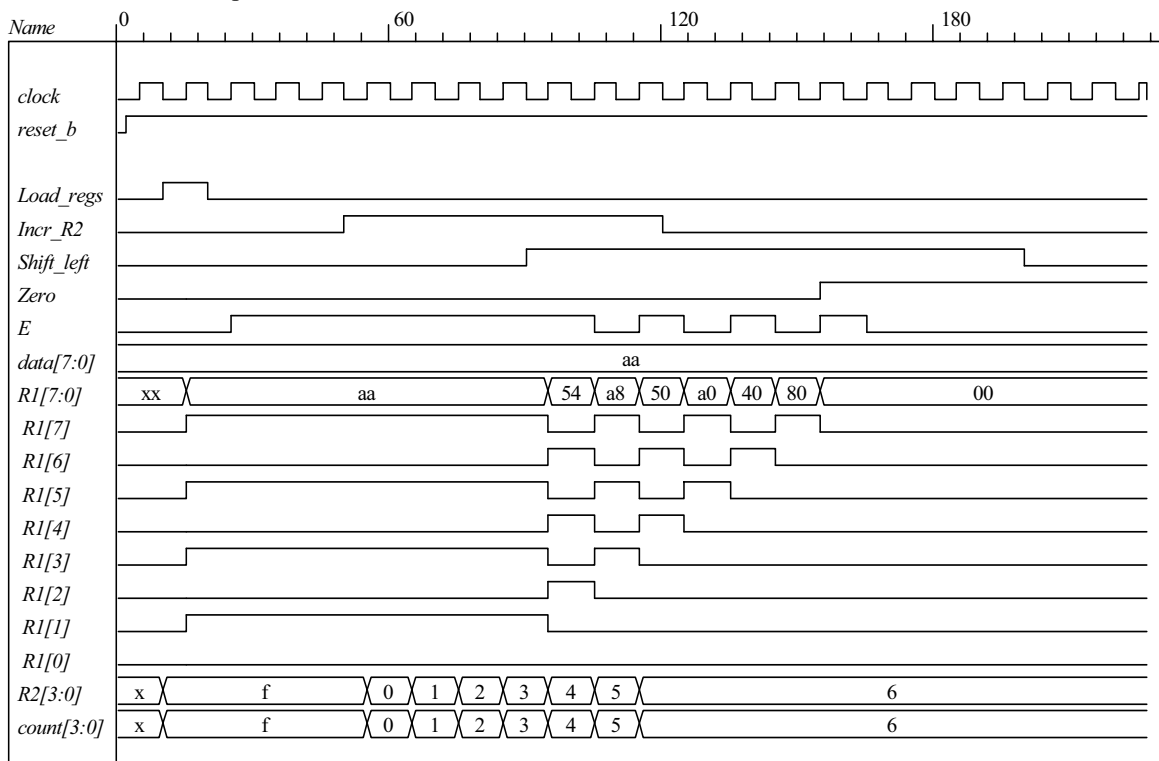 Name 0 60 120 180
clock
reset_b
Load_regs
Incr_R2
Shift_left
Zero
E
data[7:0] aa
R1[7:0] xx aa 54 a8 50 a0 40 80 00
R1[7]
R1[6]
R1[5]
R1[4]
R1[3]
R1[2]
R1[1]
R1[0]
R2[3:0] x f 0 1 2 3 4 5 6
count[3:0] x f 0 1 2 3 4 5 6